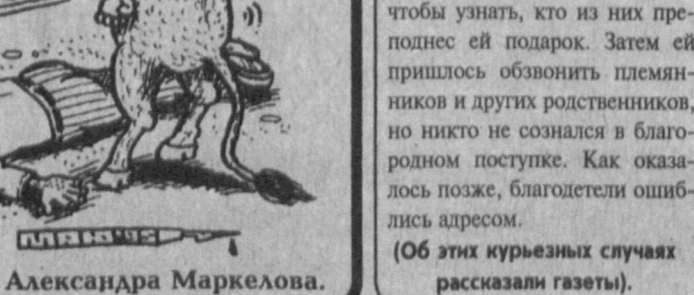 МАЮ'92
Александра Маркелова.
чтобы узнать, кто из них пре-
поднес ей подарок. Затем ей
пришлось обзвонить племян-
ников и других родственников,
но никто не сознался в благо-
родном поступке. Как оказа-
лось позже, благодетели ошиб-
лись адресом.
(Об этих курьезных случаях
рассказали газеты).